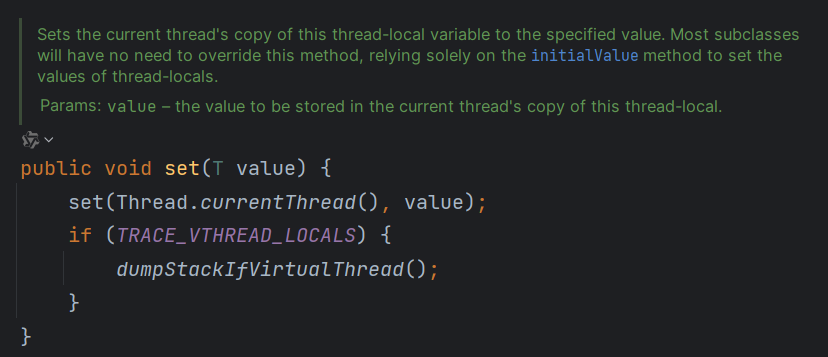 Sets the current thread's copy of this thread-local variable to the specified value. Most subclasses
will have no need to override this method, relying solely on the initialValue method to set the
values of thread-locals.
Params: value – the value to be stored in the current thread's copy of this thread-local.
public void set(T value) {
    set(Thread.currentThread(), value);
    if (TRACE_VTHREAD_LOCALS) {
        dumpStackIfVirtualThread();
    }
}